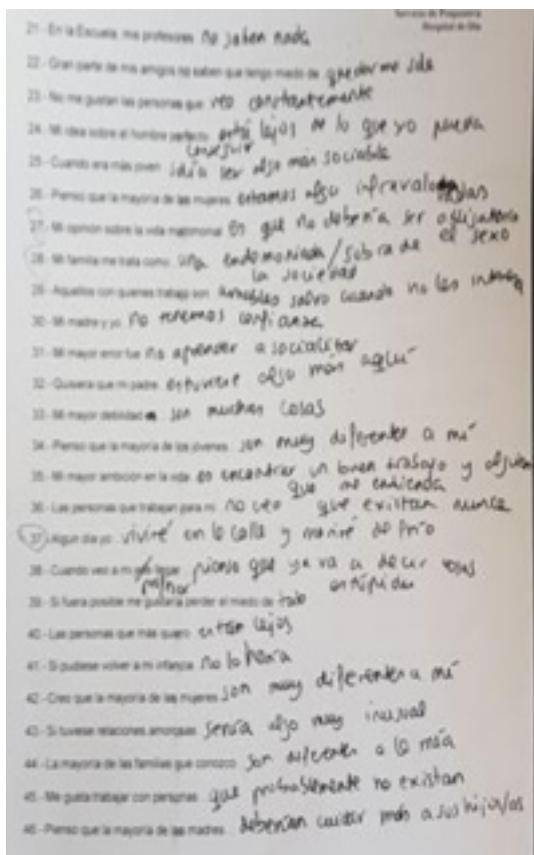 Servicio de Psiquiatría
Hospital de Día
21.- En la Escuela, mis profesores no saben nada
22.- Gran parte de mis amigos no saben que tengo miedo de quedarme sola
23.- No me gustan las personas que veo constantemente
24.- Mi idea sobre el hombre perfecto está lejos de lo que yo pueda
conseguir
25.- Cuando era más joven solía ser algo más sociable
26.- Pienso que la mayoría de las mujeres estamos algo infravaloradas
27.- Mi opinión sobre la vida matrimonial es que no debería ser obligatorio
el sexo
28.- Mi familia me trata como una endemoniada / sobra de
la sociedad
29.- Aquellos con quienes trabajo son amables salvo cuando no les interesa
30.- Mi madre y yo no tenemos confianza
31.- Mi mayor error fue no aprender a socializar
32.- Quisiera que mi padre estuviese algo más aquí
33.- Mi mayor debilidad son muchas cosas
34.- Pienso que la mayoría de los jóvenes son muy diferentes a mí
35.- Mi mayor ambición en la vida es encontrar un buen trabajo y alguien
que me entienda
36.- Las personas que trabajan para mi no veo que existan nunca
37.- Algun dia yo viviré en la calle y moriré de frío
38.- Cuando veo a mi pienso que ya va a decir cosas
estúpidas
39.- Si fuera posible me gustaría perder el miedo de todo
40.- Las personas que más quiero están lejos
41.- Si pudiese volver a mi infancia no lo haría
42.- Creo que la mayoría de las mujeres son muy diferentes a mí
43.- Si tuviese relaciones amorosas sería algo muy inusual
44.- La mayoría de las familias que conozco son diferentes a la mía
45.- Me gusta trabajar con personas que probablemente no existan
46.- Pienso que la mayoría de las madres deberían cuidar más a sus hijos/as